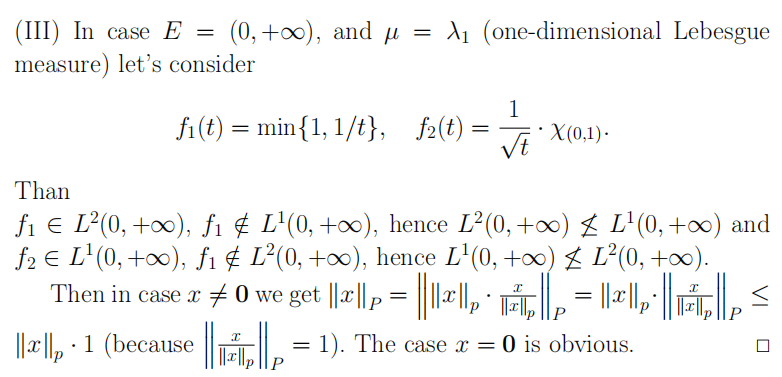 (III) In case E = (0, +∞), and μ = λ₁ (one-dimensional Lebesgue
measure) let's consider
f₁(t) = min{1, 1/t}, f₂(t) = 1/√t · χ₍₀,₁₎.
Than
f₁ ∈ L²(0, +∞), f₁ ∉ L¹(0, +∞), hence L²(0, +∞) ≰ L¹(0, +∞) and
f₂ ∈ L¹(0, +∞), f₁ ∉ L²(0, +∞), hence L¹(0, +∞) ≰ L²(0, +∞).
Then in case x ≠ 0 we get ‖x‖_P = ‖‖x‖_p · x/‖x‖_p‖_P = ‖x‖_p · ‖x/‖x‖_p‖_P ≤
‖x‖_p · 1 (because ‖x/‖x‖_p‖_P = 1). The case x = 0 is obvious. □